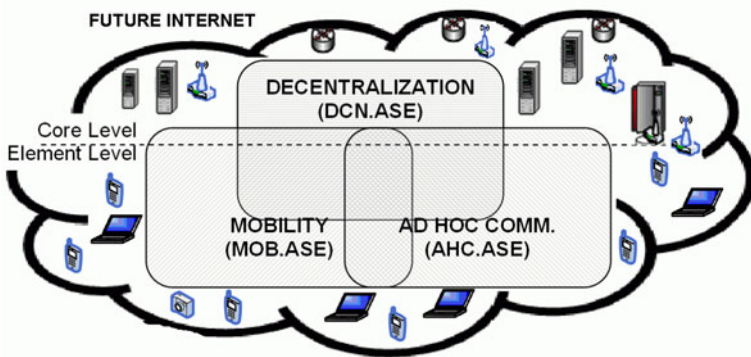 FUTURE INTERNET
DECENTRALIZATION
(DCN.ASE)
Core Level
Element Level
MOBILITY
(MOB.ASE)
AD HOC COMM.
(AHC.ASE)